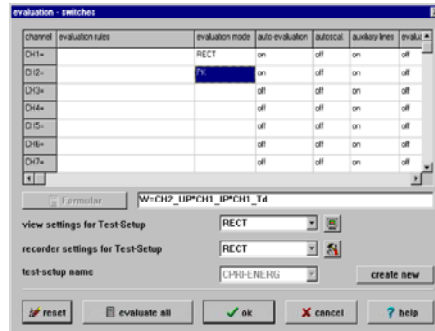 evaluation - switches
channel evaluation rules evaluation mode auto evaluation autoscal. auxiliary lines evalu
CH1= RECT on off on off
CH2= PK on off on off
CH3= off off on off
CH4= off off on off
CH5= off off on off
CH6= off off on off
CH7= off off on off
Formular W=CH2_UP*CH1_IP*CH1_Td
view settings for Test-Setup RECT
recorder settings for Test-Setup RECT
test-setup name create new
reset evaluate all ok cancel help